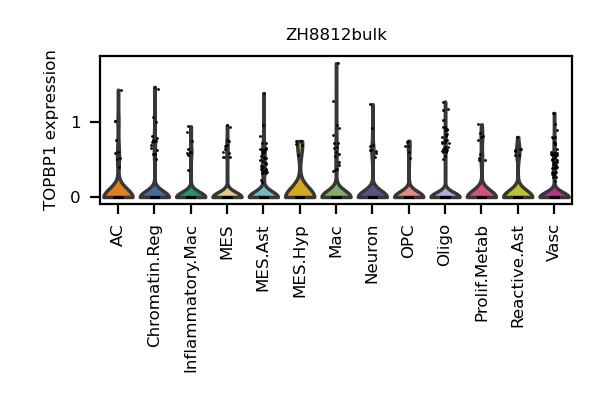 ZH8812bulk
TOPBP1 expression
1
0
AC
Chromatin.Reg
Inflammatory.Mac
MES
MES.Ast
MES.Hyp
Mac
Neuron
OPC
Oligo
Prolif.Metab
Reactive.Ast
Vasc